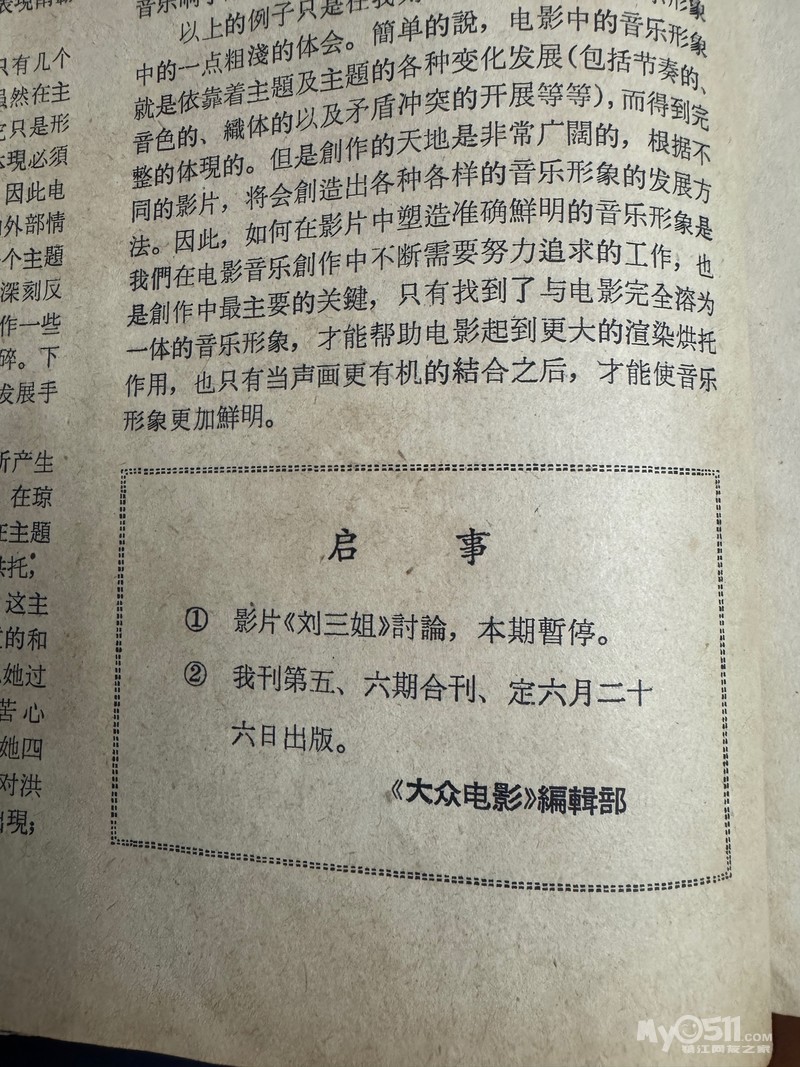 表現
只有几个
虽然在主
它只是形
体現必須
因此电
的外部情
个主題
深刻反
作一些
碎。下
发展手
所产生
在琼
在主題
烘托,
这主
的和
她过
苦心
她四
对洪
出現;
以上的例子只是在我
中的一点粗淺的体会。簡单的說,电影中的音乐形象
就是依靠着主題及主題的各种变化发展(包括节奏的、
音色的、織体的以及矛盾冲突的开展等等),而得到完
整的体現的。但是創作的天地是非常广闊的,根据不
同的影片,将会創造出各种各样的音乐形象的发展方
法。因此,如何在影片中塑造准确鮮明的音乐形象是
我們在电影音乐創作中不断需要努力追求的工作,也
是創作中最主要的关鍵,只有找到了与电影完全溶为
一体的音乐形象,才能帮助电影起到更大的渲染烘托
作用,也只有当声画更有机的結合之后,才能使音乐
形象更加鮮明。
启 事
① 影片《刘三姐》討論,本期暫停。
② 我刊第五、六期合刊、定六月二十
六日出版。
《大众电影》編輯部
My0511.COM
镇江网友之家